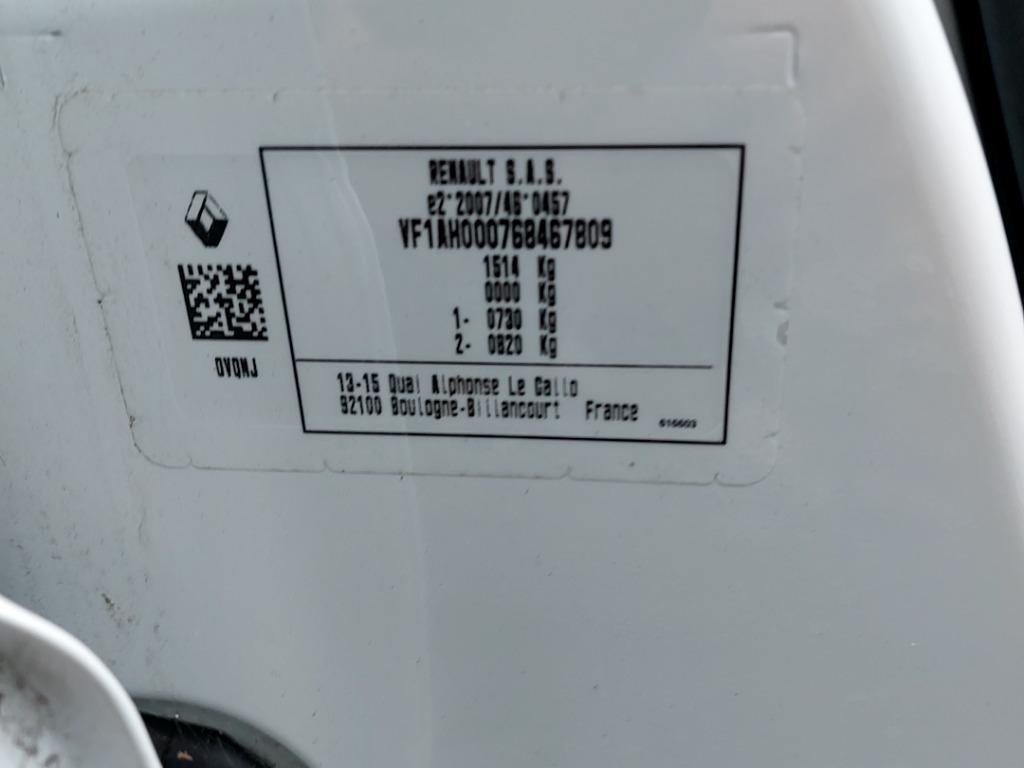 RENAULT S.A.S.
e2*2007/46*0457
VF1AH000768467809
1514 Kg
0000 Kg
1- 0730 Kg
2- 0820 Kg
OVQNJ
13-15 Quai Alphonse Le Gallo
92100 Boulogne-Billancourt France